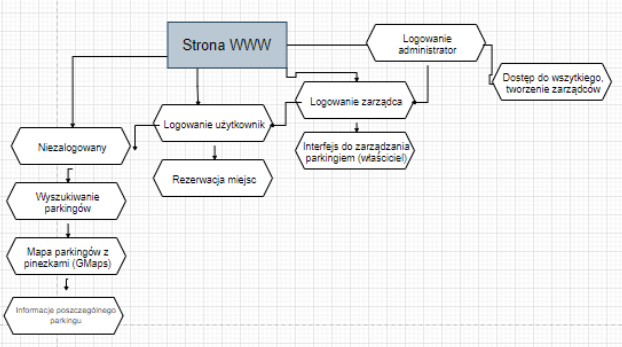 Strona WWW
Logowanie
administrator
Dostęp do wszytkiego,
tworzenie zarządców
Logowanie zarządca
Logowanie użytkownik
Niezalogowany
Interfejs do zarządzania
parkingiem (właściciel)
Rezerwacja miejsc
Wyszukiwanie
parkingów
Mapa parkingów z
pinezkami (GMaps)
Informacje poszczególnego
parkingu